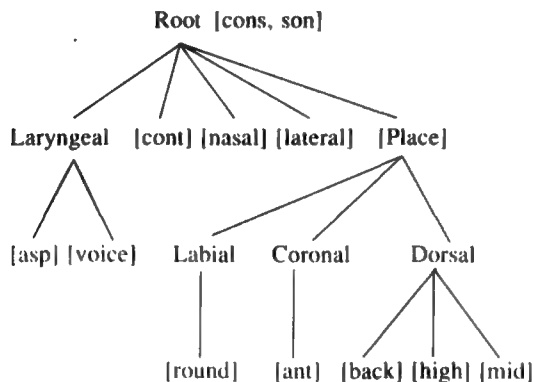 Root [cons, son]
Laryngeal [cont] [nasal] [lateral] [Place]
[asp] [voice] Labial Coronal Dorsal
[round] [ant] [back] [high] [mid]